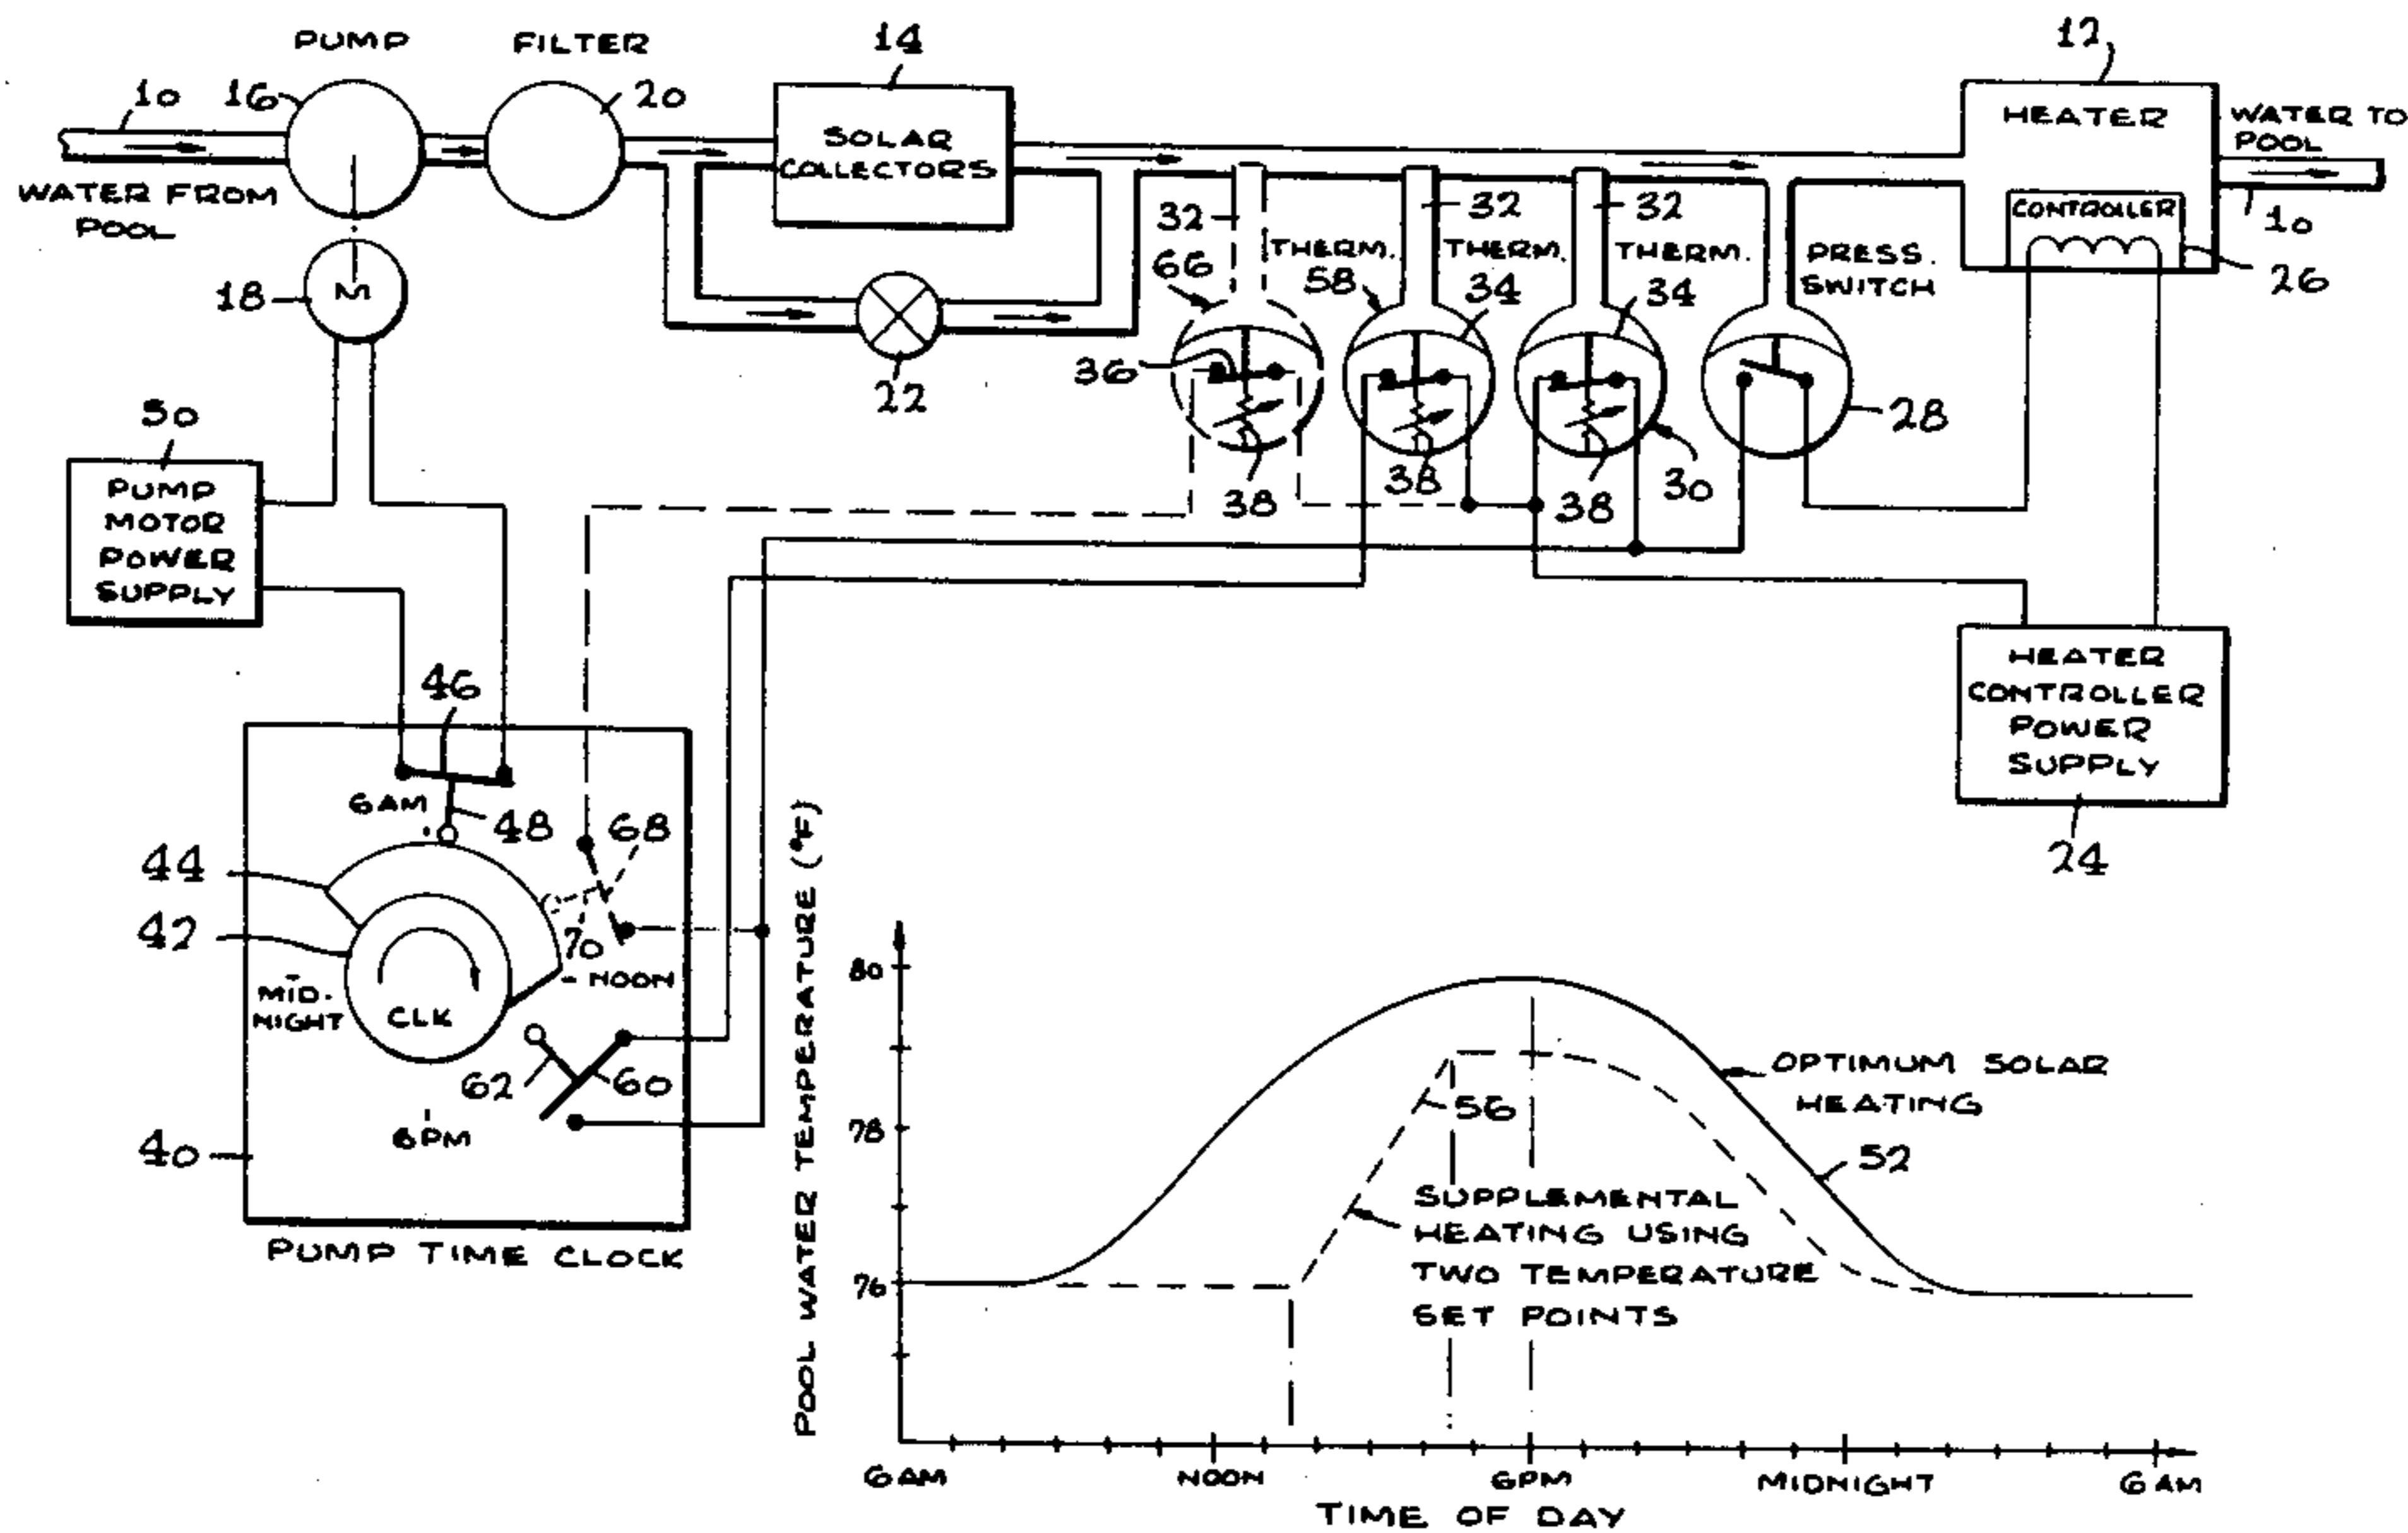 PUMP
FILTER
14
12
10
16
20
SOLAR
COLLECTORS
HEATER
WATER TO
POOL
WATER FROM
POOL
CONTROLLER
10
26
18
M
22
32
32
32
66
THERM.
58
THERM.
34
THERM.
34
PRESS.
SWITCH
36
28
38
38
38
30
50
PUMP
MOTOR
POWER
SUPPLY
HEATER
CONTROLLER
POWER
SUPPLY
24
46
6AM
48
68
44
42
70
NOON
MID-
NIGHT
CLK
62
60
6PM
40
PUMP TIME CLOCK
POOL WATER TEMPERATURE (°F)
80
78
76
OPTIMUM SOLAR
HEATING
56
52
SUPPLEMENTAL
HEATING USING
TWO TEMPERATURE
SET POINTS
6AM
NOON
6PM
MIDNIGHT
6AM
TIME OF DAY